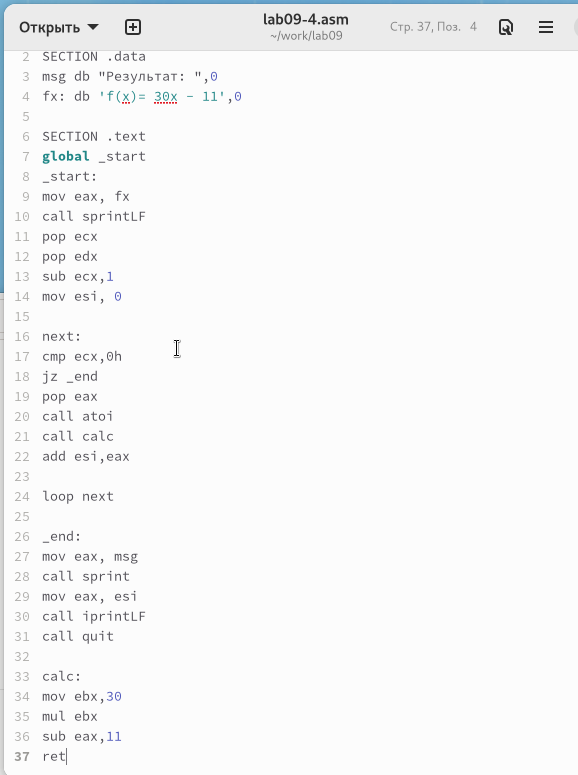 Открыть
lab09-4.asm
~/work/lab09
Стр. 37, Поз. 4
2 SECTION .data
3 msg db "Результат: ",0
4 fx: db 'f(x)= 30x - 11',0
5
6 SECTION .text
7 global _start
8 _start:
9 mov eax, fx
10 call sprintLF
11 pop ecx
12 pop edx
13 sub ecx,1
14 mov esi, 0
15
16 next:
17 cmp ecx,0h
18 jz _end
19 pop eax
20 call atoi
21 call calc
22 add esi,eax
23
24 loop next
25
26 _end:
27 mov eax, msg
28 call sprint
29 mov eax, esi
30 call iprintLF
31 call quit
32
33 calc:
34 mov ebx,30
35 mul ebx
36 sub eax,11
37 ret